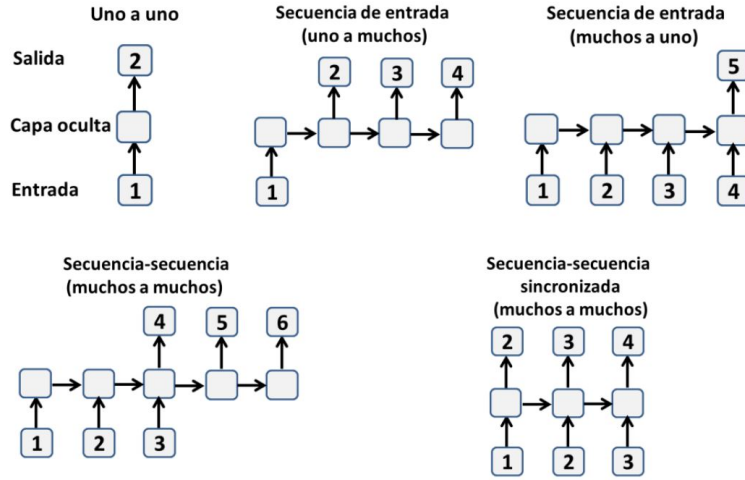 Uno a uno
Salida
2
Capa oculta
Entrada
1
Secuencia de entrada
(uno a muchos)
2 3 4
1
Secuencia de entrada
(muchos a uno)
5
1 2 3 4
Secuencia-secuencia
(muchos a muchos)
4 5 6
1 2 3
Secuencia-secuencia
sincronizada
(muchos a muchos)
2 3 4
1 2 3